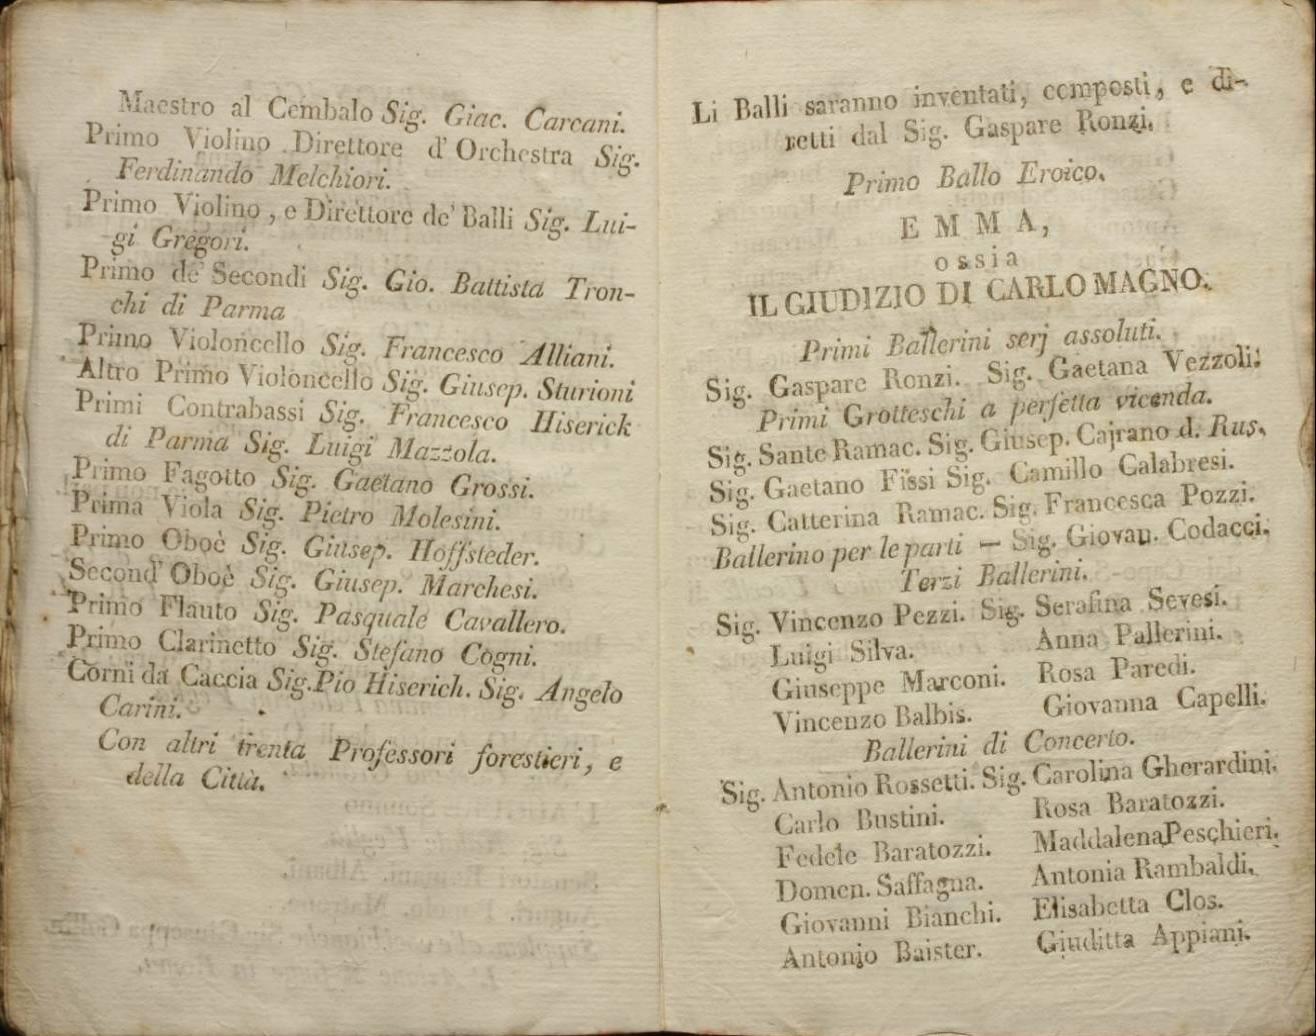 Maestro al Cembalo Sig. Giac. Carcani.
Primo Violino Direttore d' Orchestra Sig.
Ferdinando Melchiori.
Primo Violino, e Direttore de' Balli Sig. Lui-
gi Gregori.
Primo de' Secondi Sig. Gio. Battista Tron-
chi di Parma
Primo Violoncello Sig. Francesco Alliani.
Altro Primo Violoncello Sig. Giusep. Sturioni
Primi Contrabassi Sig. Francesco Hiserick
di Parma Sig. Luigi Mazzola.
Primo Fagotto Sig. Gaetano Grossi.
Prima Viola Sig. Pietro Molesini.
Primo Oboè Sig. Giusep. Hoffsteder.
Second' Oboè Sig. Giusep. Marchesi.
Primo Flauto Sig. Pasquale Cavallero.
Primo Clarinetto Sig. Stefano Cogni.
Corni da Caccia Sig. Pio Hiserich. Sig. Angelo
Carini.
Con altri trenta Professori forestieri, e
della Città.
Li Balli saranno inventati, composti, e di-
retti dal Sig. Gaspare Ronzi.
Primo Ballo Eroico.
EMMA,
ossia
IL GIUDIZIO DI CARLO MAGNO.
Primi Ballerini serj assoluti.
Sig. Gaspare Ronzi. Sig. Gaetana Vezzoli.
Primi Grotteschi a perfetta vicenda.
Sig. Sante Ramac. Sig. Giusep. Cajrano d. Rus.
Sig. Gaetano Fissi Sig. Camillo Calabresi.
Sig. Catterina Ramac. Sig. Francesca Pozzi.
Ballerino per le parti — Sig. Giovan. Codacci.
Terzi Ballerini.
Sig. Vincenzo Pezzi. Sig. Serafina Sevesi.
Luigi Silva. Anna Pallerini.
Giuseppe Marconi. Rosa Paredi.
Vincenzo Balbis. Giovanna Capelli.
Ballerini di Concerto.
Sig. Antonio Rossetti. Sig. Carolina Gherardini.
Carlo Bustini. Rosa Baratozzi.
Fedele Baratozzi. Maddalena Peschieri.
Domen. Saffagna. Antonia Rambaldi.
Giovanni Bianchi. Elisabetta Clos.
Antonio Baister. Giuditta Appiani.